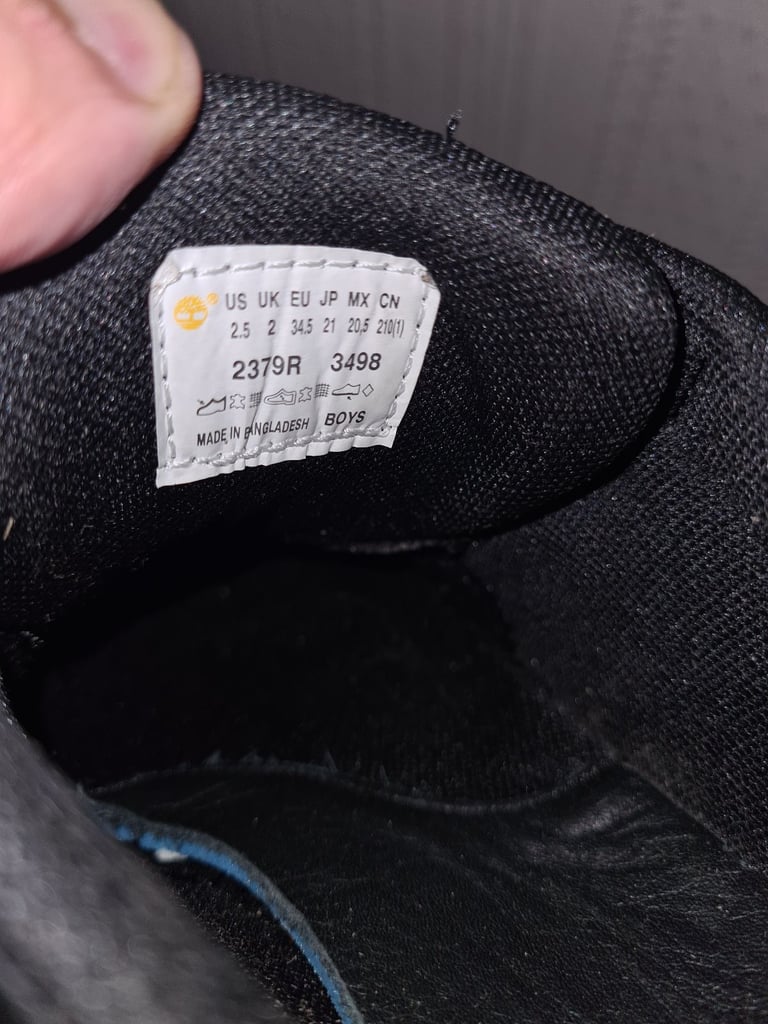 US UK EU JP MX CN
2.5 2 34.5 21 20.5 210(1)
2379R 3498
MADE IN BANGLADESH BOYS